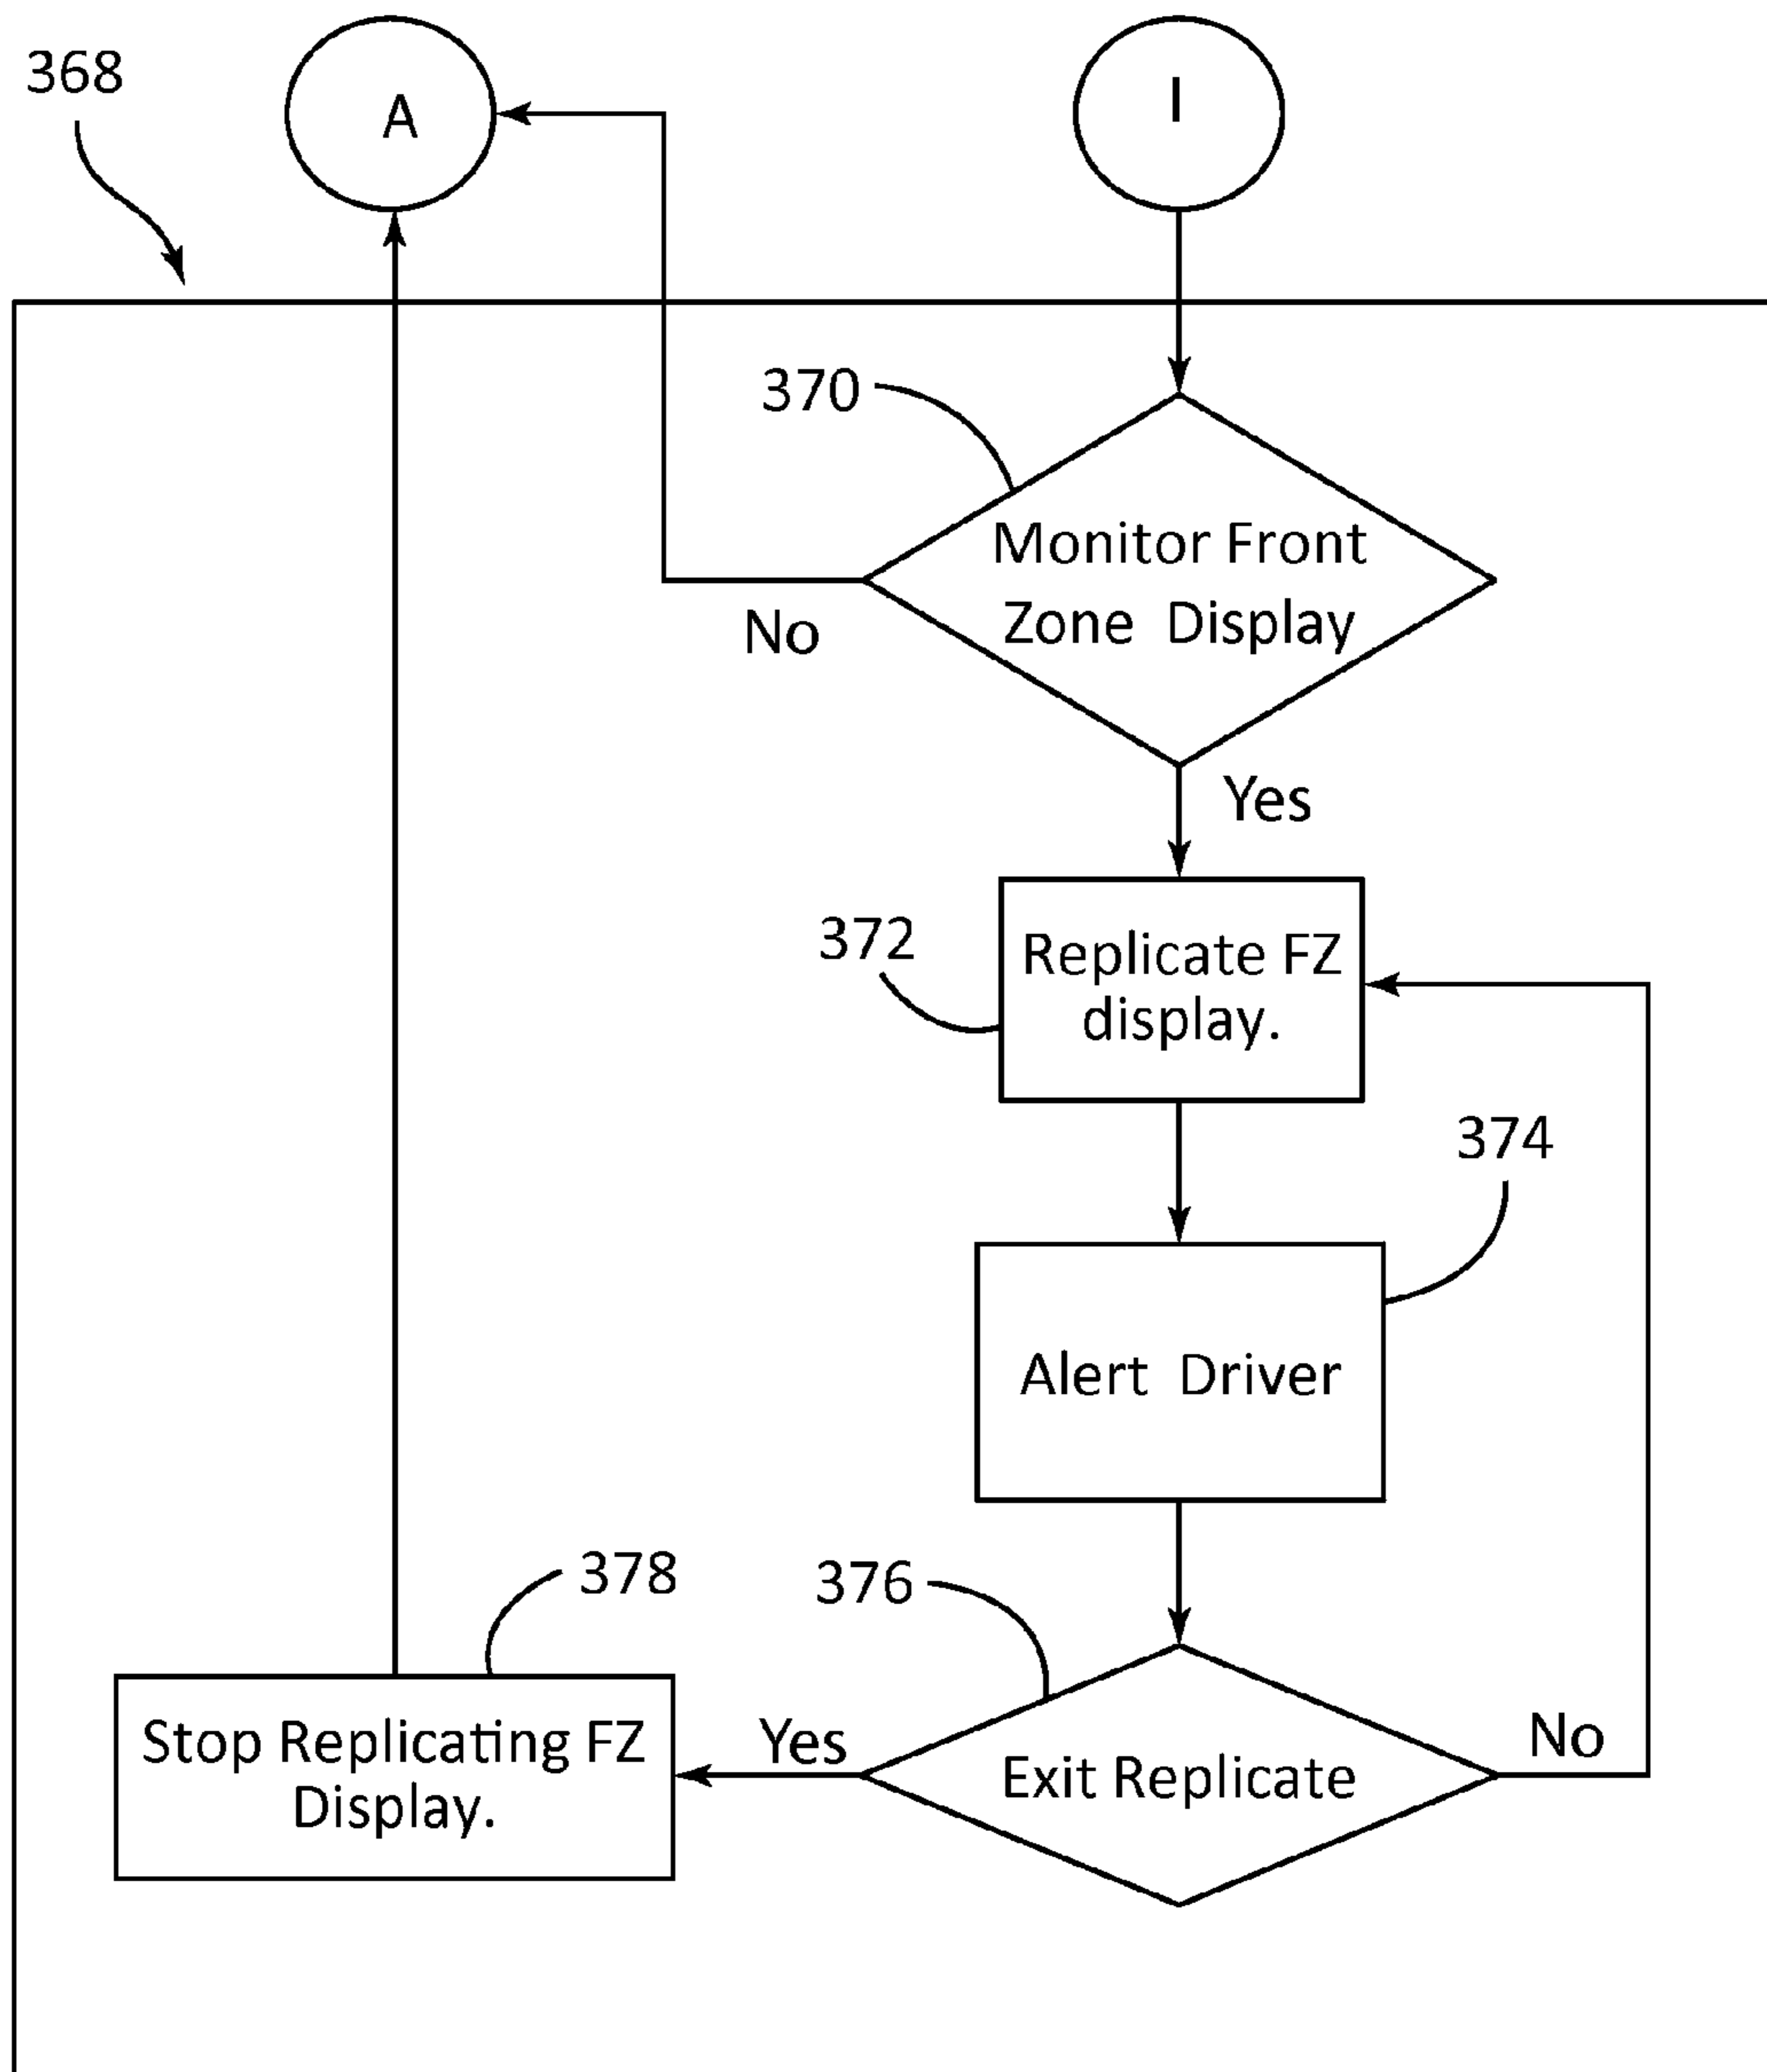 368
A
I
370
Monitor Front
Zone Display
No
Yes
372
Replicate FZ
display.
374
Alert Driver
378
376
Stop Replicating FZ
Display.
Yes
Exit Replicate
No